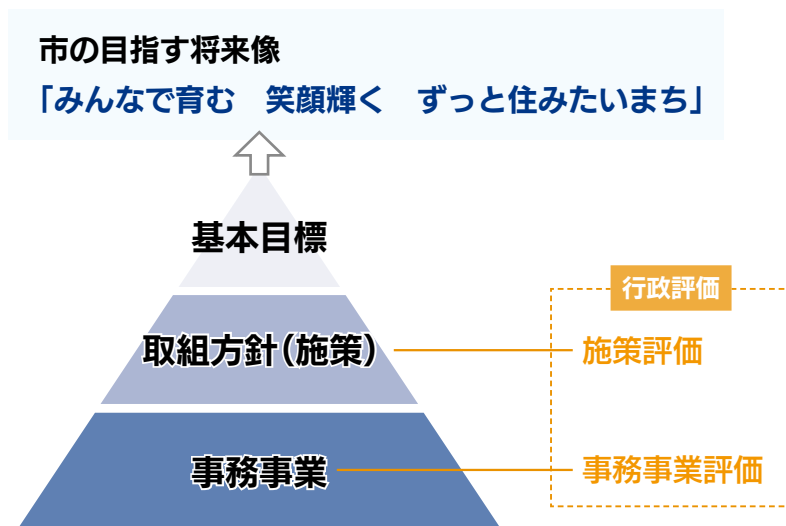 市の目指す将来像
「みんなで育む　笑顔輝く　ずっと住みたいまち」
基本目標
行政評価
取組方針（施策）
施策評価
事務事業
事務事業評価